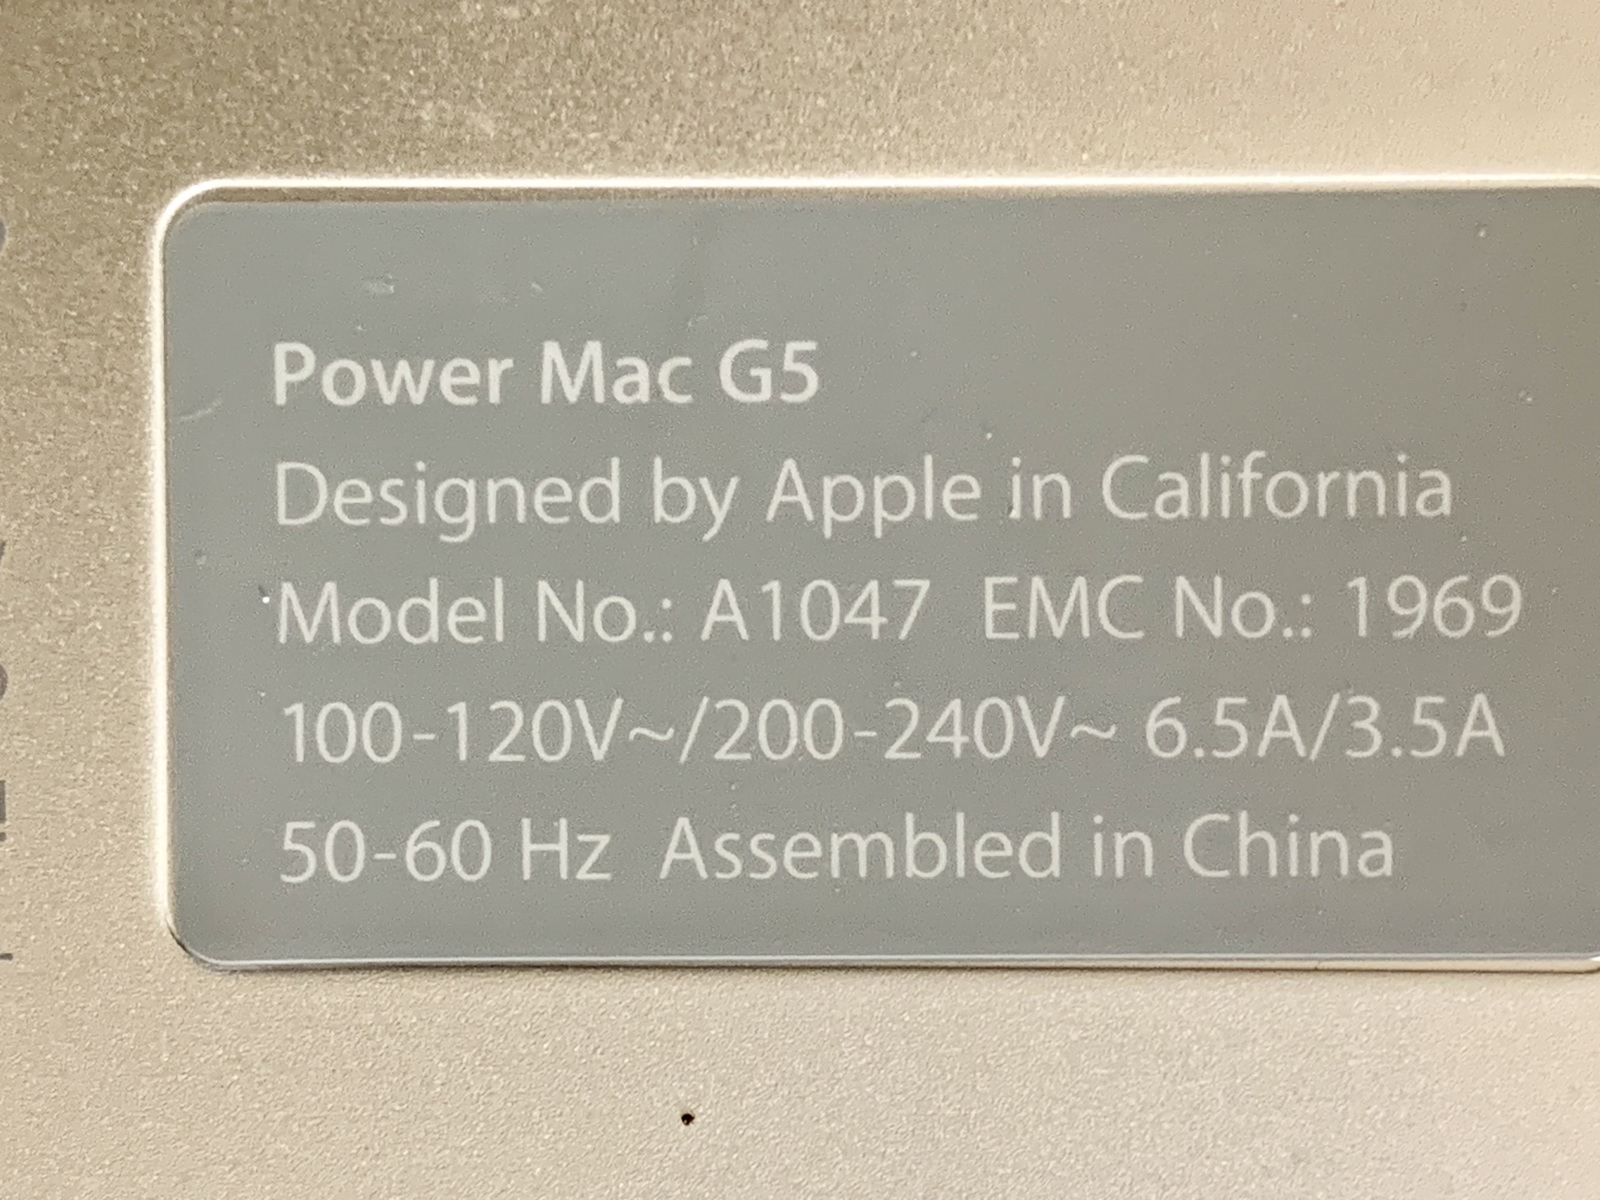 Power Mac G5
Designed by Apple in California
Model No.: A1047  EMC No.: 1969
100-120V~/200-240V~ 6.5A/3.5A
50-60 Hz  Assembled in China